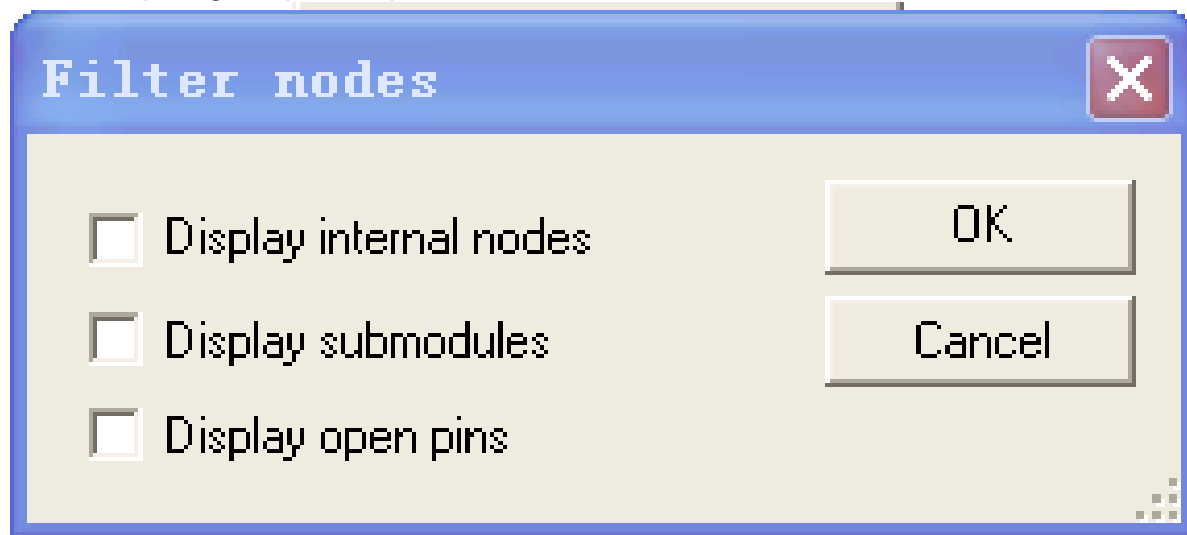 Filter nodes
Display internal nodes
OK
Display submodules
Cancel
Display open pins